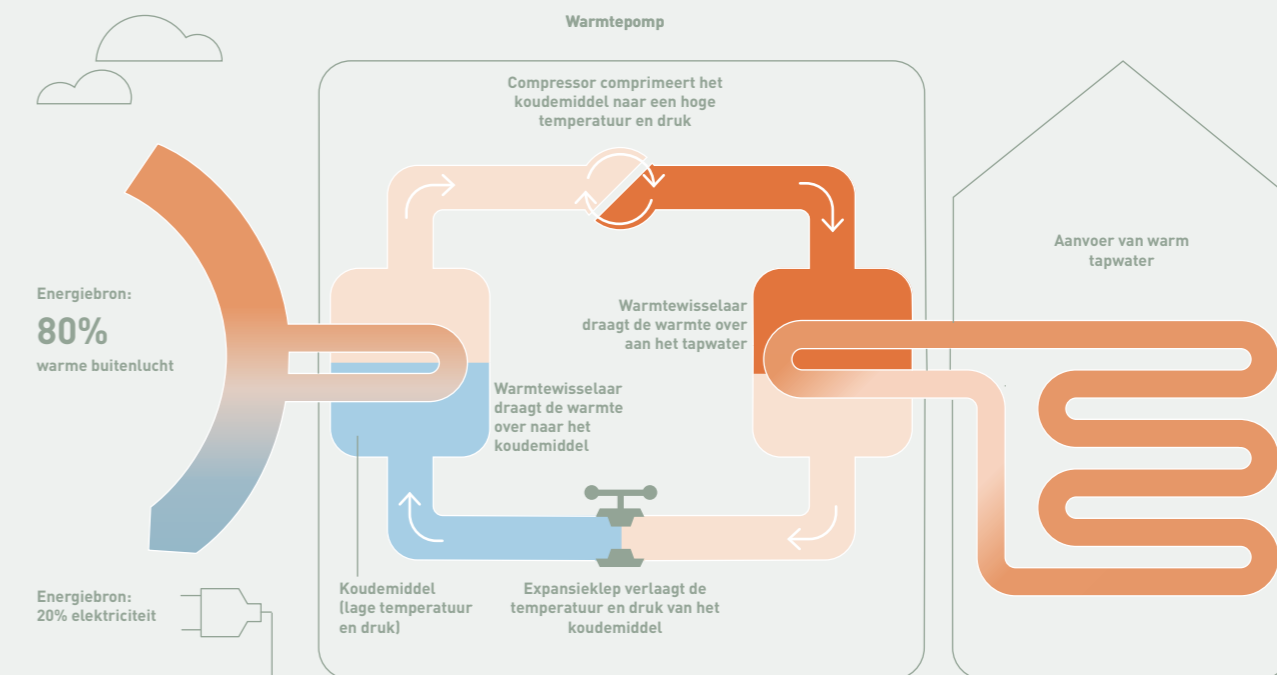 Warmtepomp
Compressor comprimeert het
koudemiddel naar een hoge
temperatuur en druk
Energiebron:
80%
warme buitenlucht
Warmtewisselaar
draagt de warmte over
aan het tapwater
Aanvoer van warm
tapwater
Warmtewisselaar
draagt de warmte
over naar het
koudemiddel
Energiebron:
20% elektriciteit
Koudemiddel
(lage temperatuur
en druk)
Expansieklep verlaagt de
temperatuur en druk van het
koudemiddel